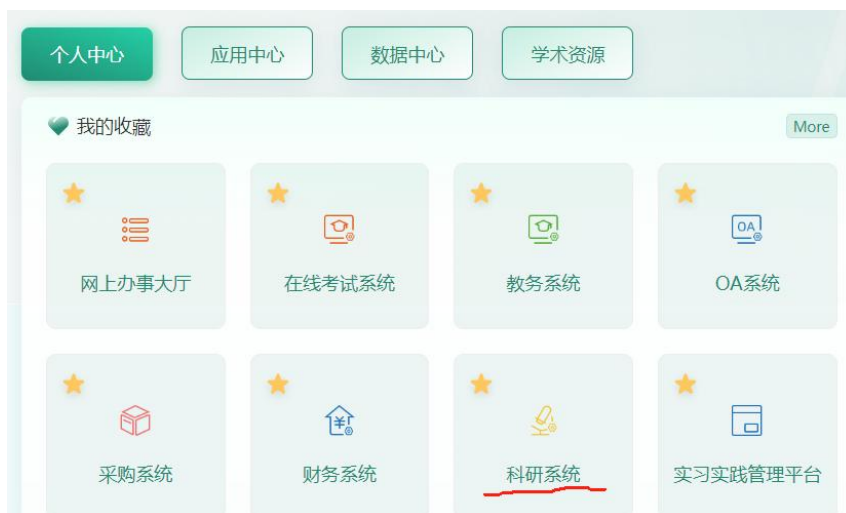 个人中心 应用中心 数据中心 学术资源
我的收藏 More
网上办事大厅 在线考试系统 教务系统 OA OA系统
采购系统 财务系统 科研系统 实习实践管理平台